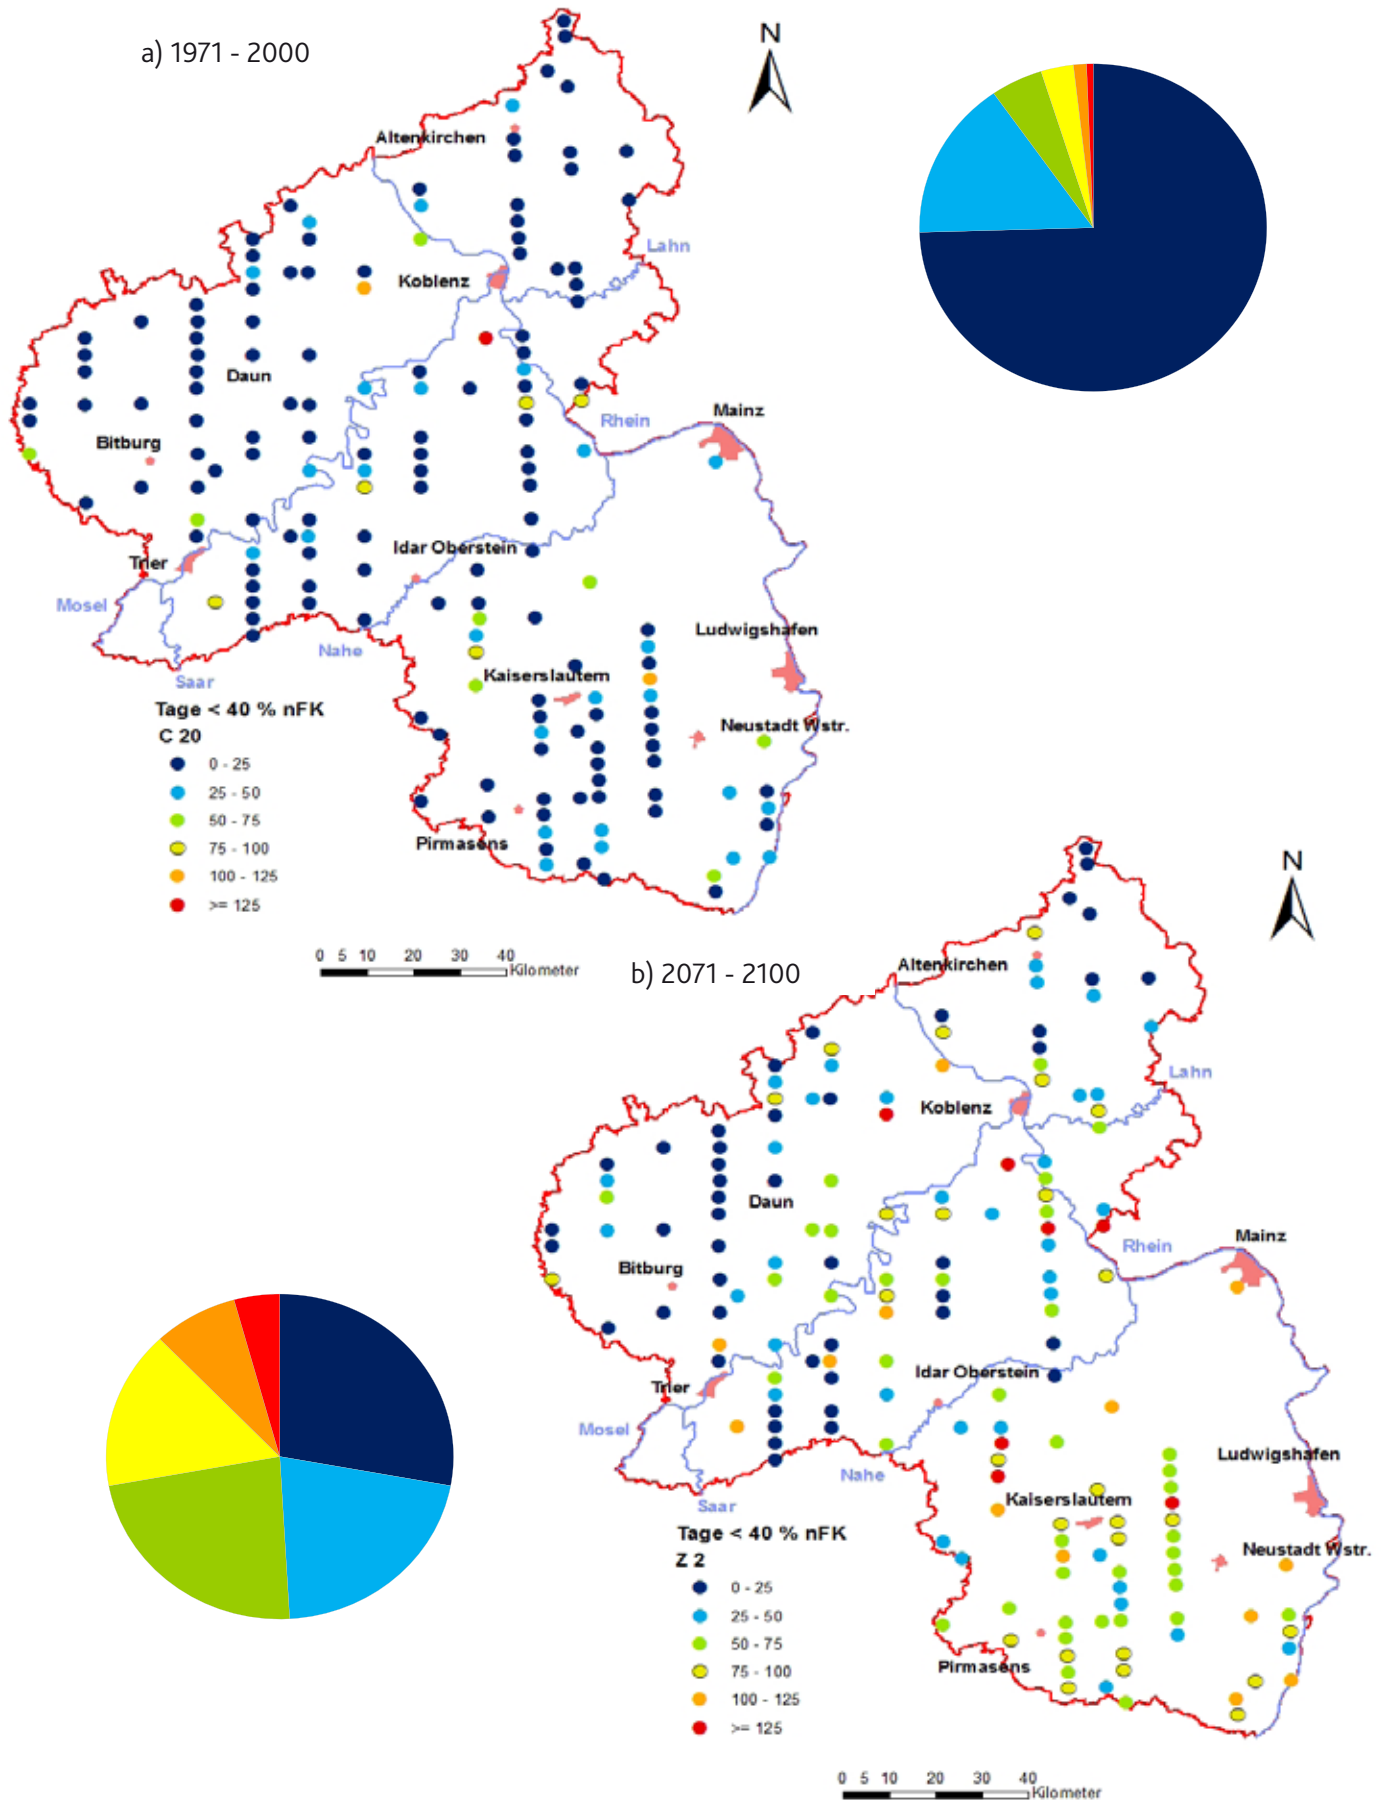 a) 1971 - 2000
N
Altenkirchen
Lahn
Koblenz
Daun
Rhein
Mainz
Bitburg
Idar Oberstein
Trier
Mosel
Ludwigshafen
Nahe
Saar
Kaiserslautern
Neustadt Wstr.
Pirmasens
Tage < 40 % nFK
C 20
0 - 25
25 - 50
50 - 75
75 - 100
100 - 125
>= 125
0 5 10 20 30 40
Kilometer
b) 2071 - 2100
N
Altenkirchen
Lahn
Koblenz
Daun
Rhein
Mainz
Bitburg
Idar Oberstein
Trier
Mosel
Ludwigshafen
Nahe
Saar
Kaiserslautern
Neustadt Wstr.
Pirmasens
Tage < 40 % nFK
Z 2
0 - 25
25 - 50
50 - 75
75 - 100
100 - 125
>= 125
0 5 10 20 30 40
Kilometer